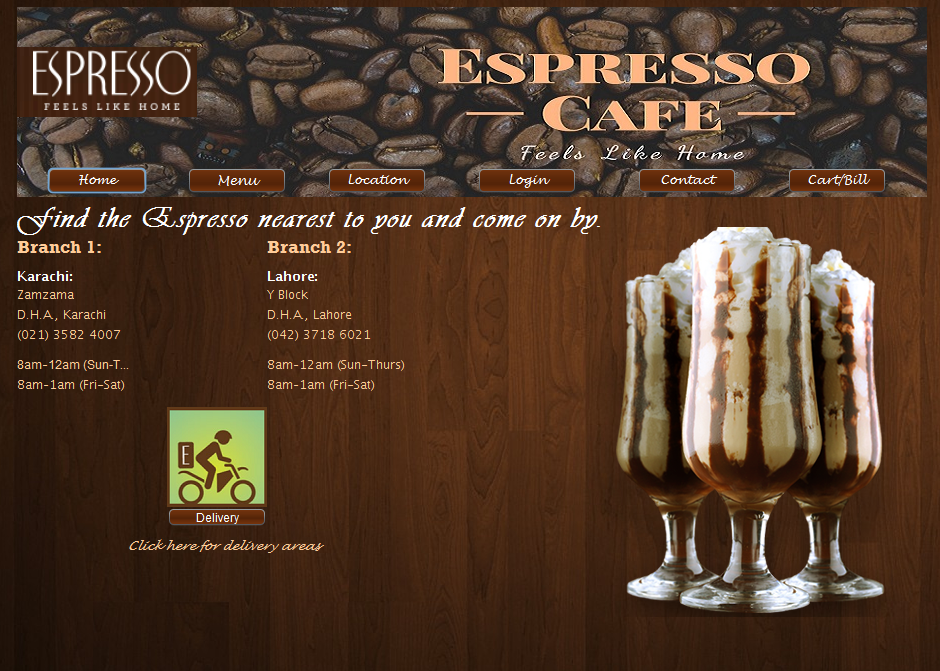 ESPRESSO™
FEELS LIKE HOME
ESPRESSO
CAFE
Feels Like Home
Home
Menu
Location
Login
Contact
Cart/Bill
Find the Espresso nearest to you and come on by.
Branch 1:
Karachi:
Zamzama
D.H.A., Karachi
(021) 3582 4007
8am-12am (Sun-T...
8am-1am (Fri-Sat)
Branch 2:
Lahore:
Y Block
D.H.A., Lahore
(042) 3718 6021
8am-12am (Sun-Thurs)
8am-1am (Fri-Sat)
E
Delivery
Click here for delivery areas